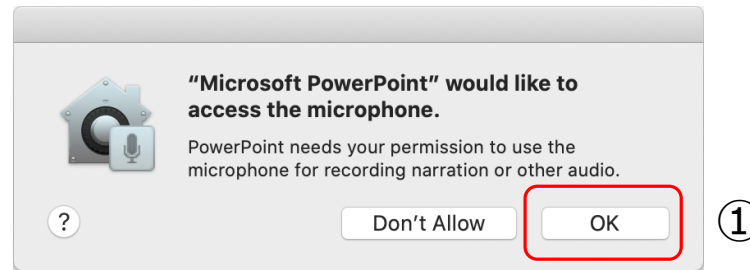 “Microsoft PowerPoint” would like to
access the microphone.
PowerPoint needs your permission to use the
microphone for recording narration or other audio.
?
Don’t Allow
OK
①